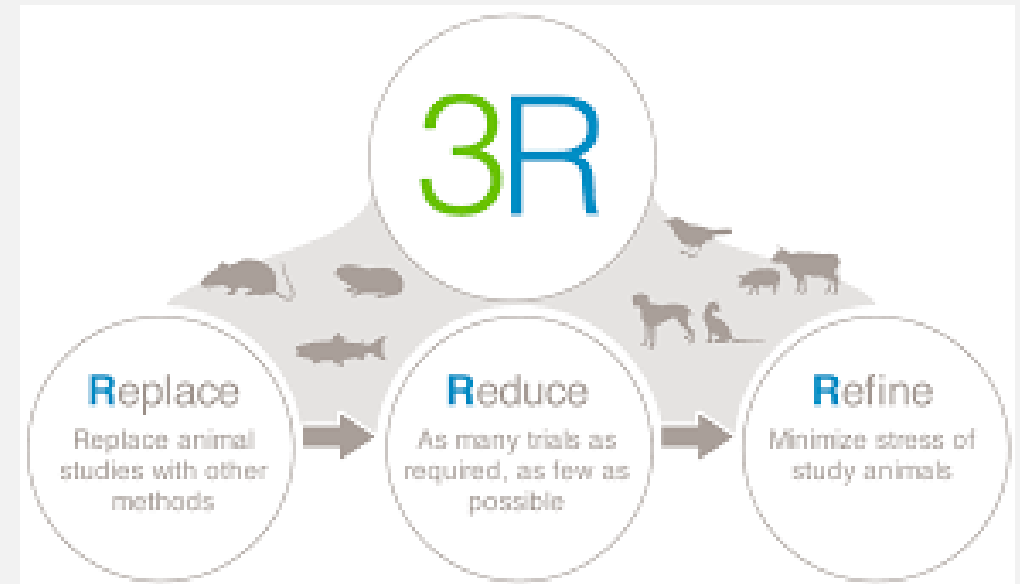 3R
Replace
Replace animal
studies with other
methods
Reduce
As many trials as
required, as few as
possible
Refine
Minimize stress of
study animals